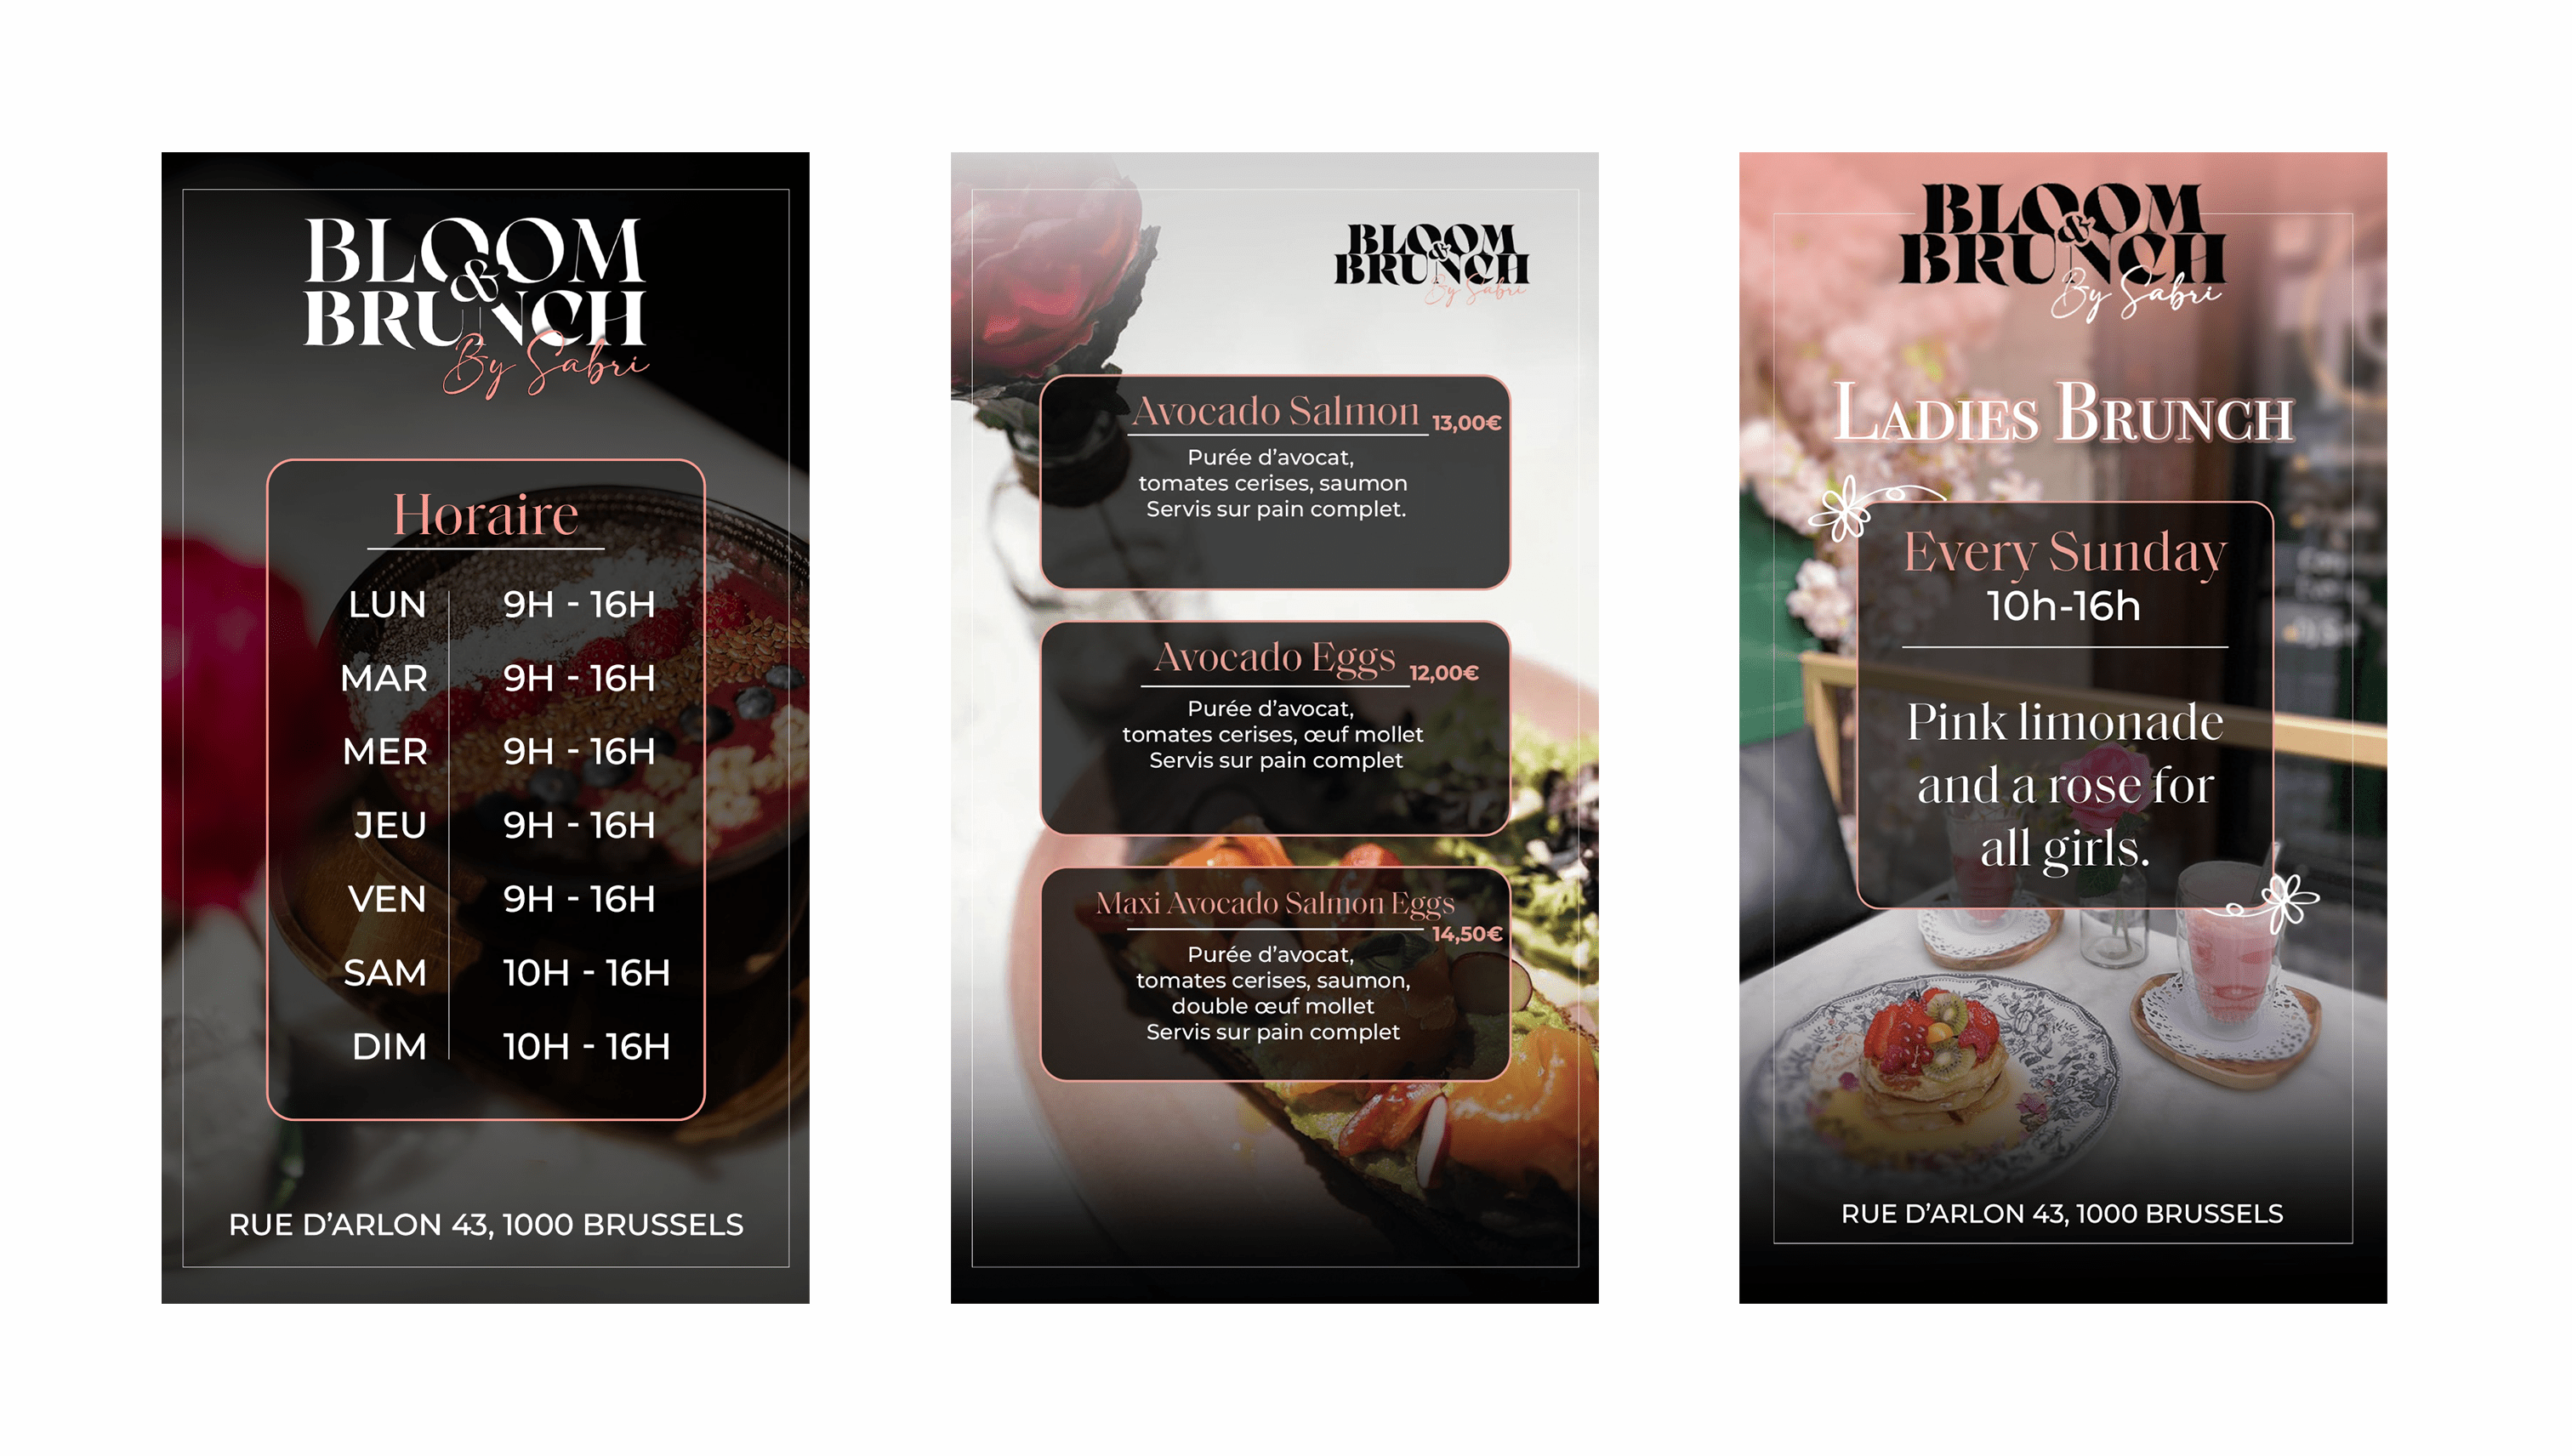 BLOOM
&
BRUNCH
By Sabri
Horaire
LUN 9H - 16H
MAR 9H - 16H
MER 9H - 16H
JEU 9H - 16H
VEN 9H - 16H
SAM 10H - 16H
DIM 10H - 16H
RUE D’ARLON 43, 1000 BRUSSELS
BLOOM
&
BRUNCH
By Sabri
Avocado Salmon 13,00€
Purée d’avocat,
tomates cerises, saumon
Servis sur pain complet.
Avocado Eggs 12,00€
Purée d’avocat,
tomates cerises, œuf mollet
Servis sur pain complet
Maxi Avocado Salmon Eggs
14,50€
Purée d’avocat,
tomates cerises, saumon,
double œuf mollet
Servis sur pain complet
BLOOM
&
BRUNCH
By Sabri
LADIES BRUNCH
Every Sunday
10h-16h
Pink limonade
and a rose for
all girls.
RUE D’ARLON 43, 1000 BRUSSELS